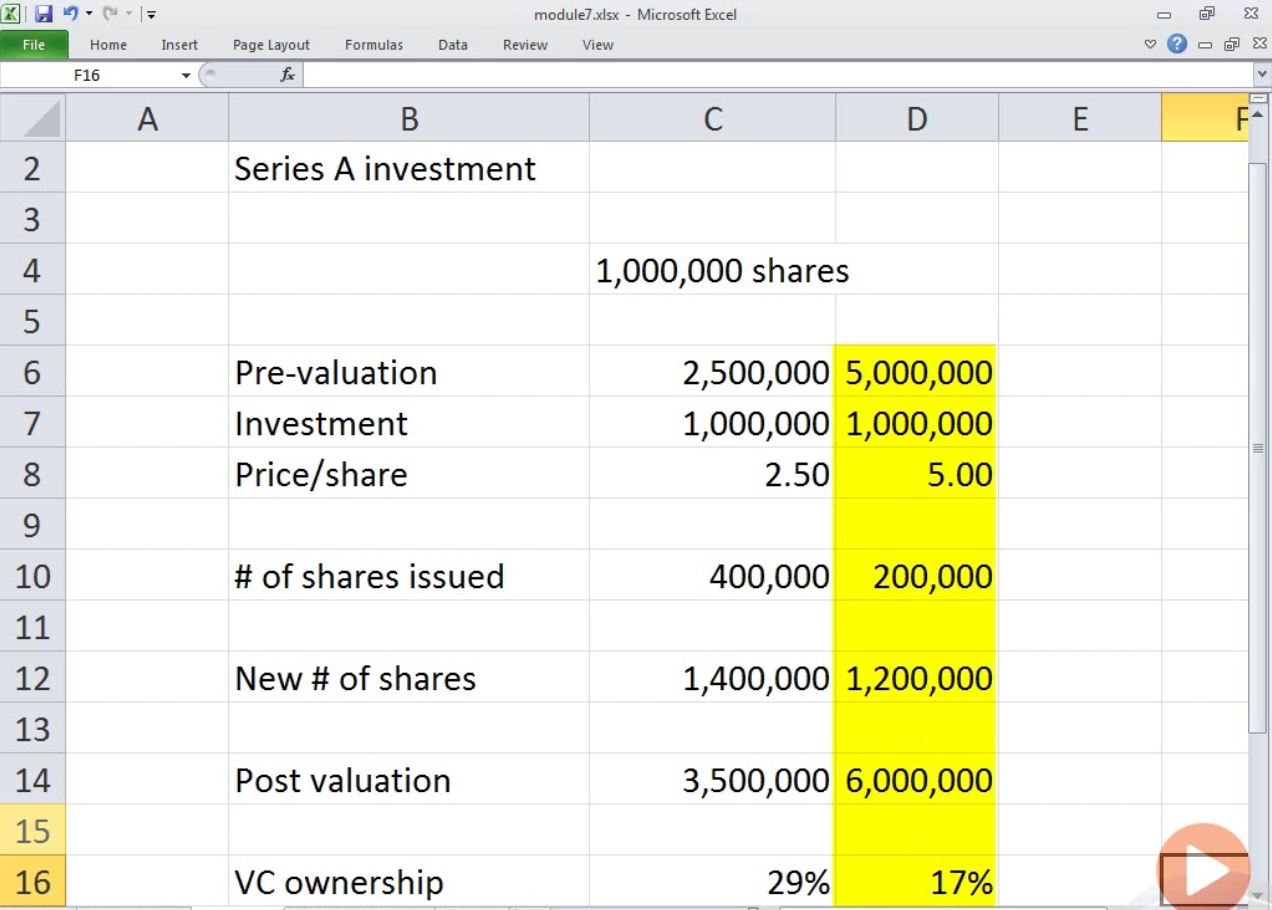 module7.xlsx - Microsoft Excel
File Home Insert Page Layout Formulas Data Review View
F16 fx
A B C D E F
2 Series A investment
3
4 1,000,000 shares
5
6 Pre-valuation 2,500,000 5,000,000
7 Investment 1,000,000 1,000,000
8 Price/share 2.50 5.00
9
10 # of shares issued 400,000 200,000
11
12 New # of shares 1,400,000 1,200,000
13
14 Post valuation 3,500,000 6,000,000
15
16 VC ownership 29% 17%